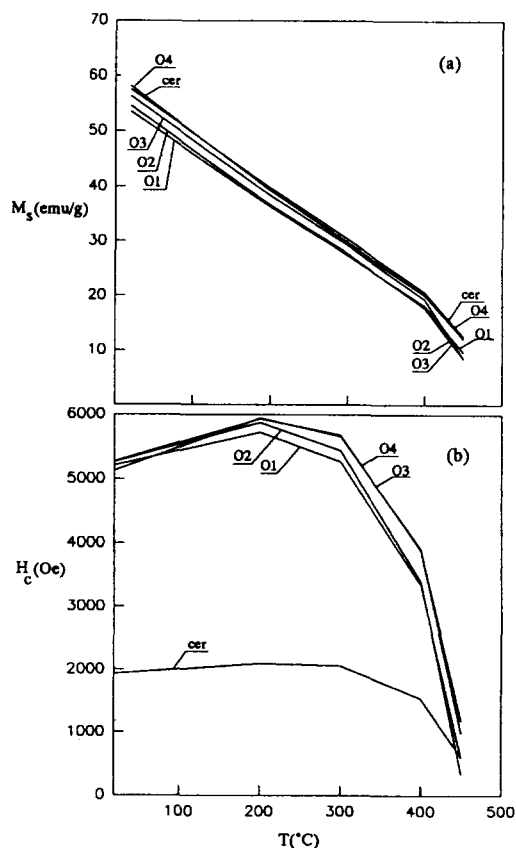 70
(a)
O4
60
cer
50
O3
O2
O1
40
Ms(emu/g)
30
20
cer
O4
O2
O1
O3
10
6000
(b)
O4
O2
O1
O3
5000
4000
Hc(Oe)
3000
cer
2000
1000
0
100
200
300
400
500
T(°C)